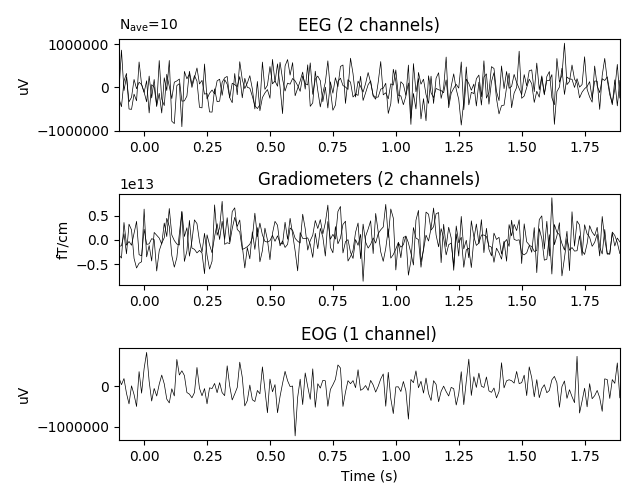 N_ave=10
EEG (2 channels)
1000000
0
−1000000
uV
0.00 0.25 0.50 0.75 1.00 1.25 1.50 1.75
1e13
Gradiometers (2 channels)
0.5
0.0
−0.5
fT/cm
0.00 0.25 0.50 0.75 1.00 1.25 1.50 1.75
EOG (1 channel)
0
−1000000
uV
0.00 0.25 0.50 0.75 1.00 1.25 1.50 1.75
Time (s)